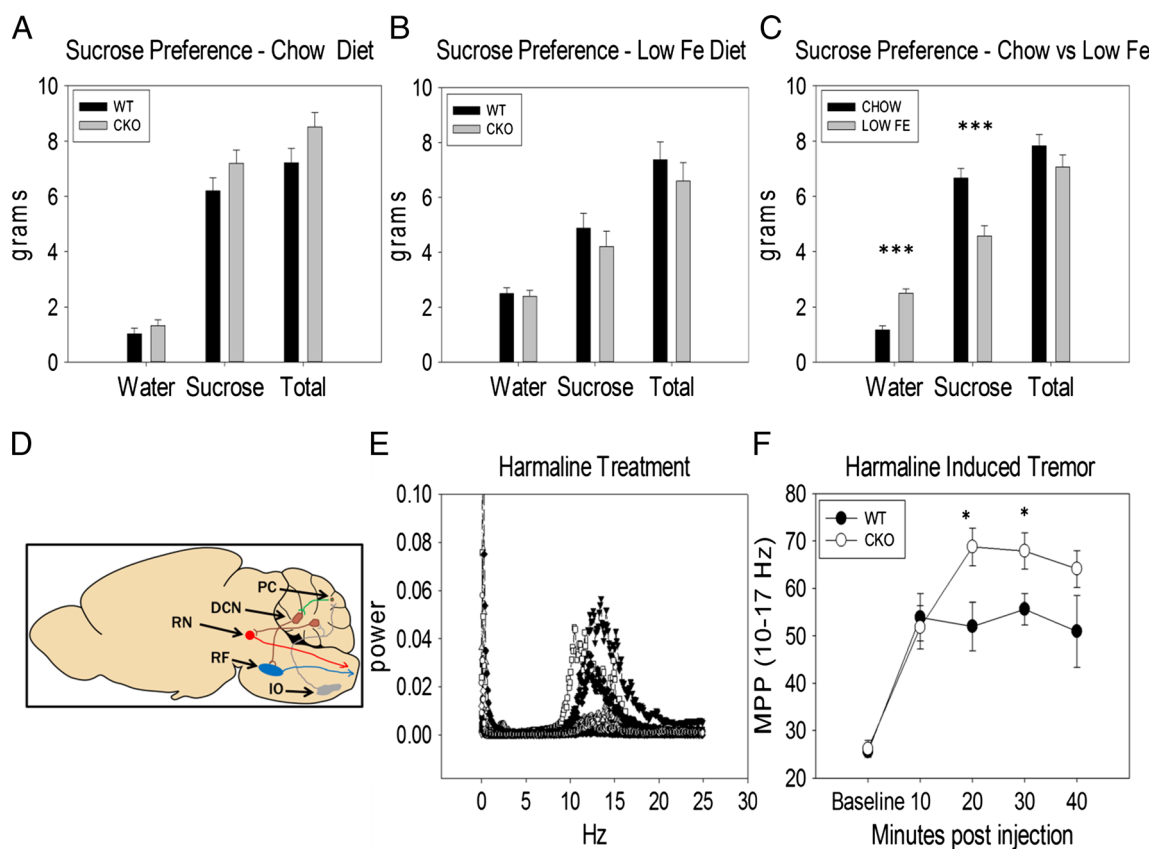 A
Sucrose Preference - Chow Diet
10
8
6
4
2
0
grams
WT
CKO
Water Sucrose Total
B
Sucrose Preference - Low Fe Diet
10
8
6
4
2
0
grams
WT
CKO
Water Sucrose Total
C
Sucrose Preference - Chow vs Low Fe
10
8
6
4
2
0
grams
CHOW
LOW FE
***
***
Water Sucrose Total
D
PC
DCN
RN
RF
IO
E
Harmaline Treatment
0.10
0.08
0.06
0.04
0.02
0.00
power
0 5 10 15 20 25 30
Hz
F
Harmaline Induced Tremor
80
70
60
50
40
30
20
MPP (10-17 Hz)
WT
CKO
* *
Baseline 10 20 30 40
Minutes post injection